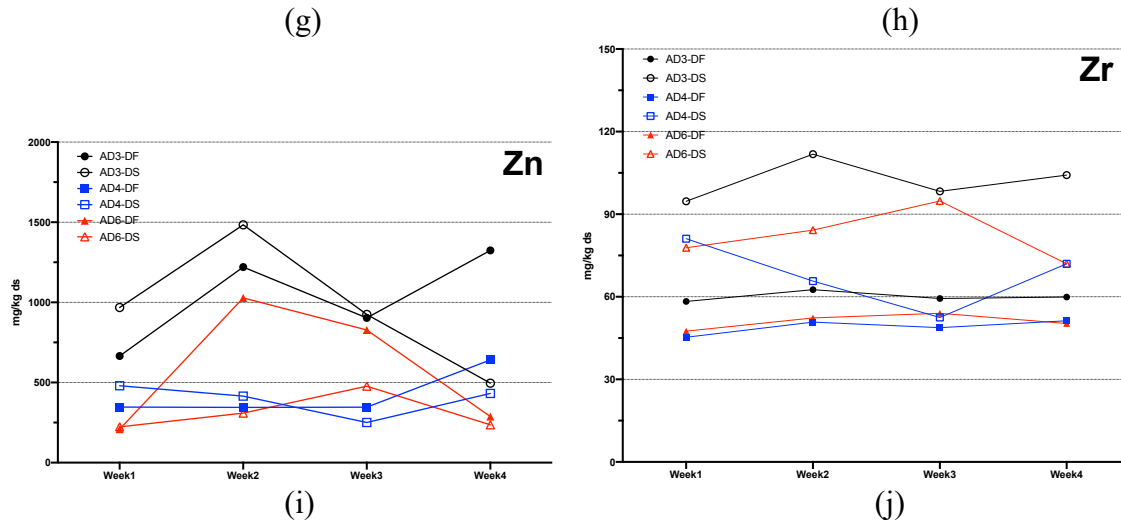 (g)
(h)
Zn
AD3-DF
AD3-DS
AD4-DF
AD4-DS
AD6-DF
AD6-DS
2000
1500
1000
500
0
mg/kg ds
Week1 Week2 Week3 Week4
(i)
Zr
AD3-DF
AD3-DS
AD4-DF
AD4-DS
AD6-DF
AD6-DS
150
120
90
60
30
0
mg/kg ds
Week1 Week2 Week3 Week4
(j)